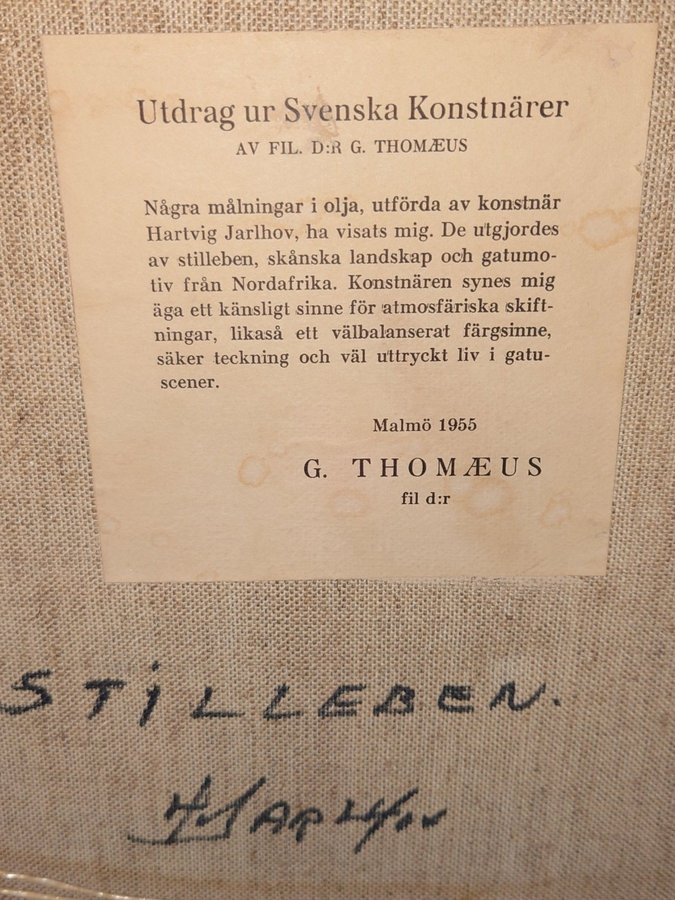 Utdrag ur Svenska Konstnärer
AV FIL. D:R G. THOMÆUS
Några målningar i olja, utförda av konstnär
Hartvig Jarlhov, ha visats mig. De utgjordes
av stilleben, skånska landskap och gatumo-
tiv från Nordafrika. Konstnären synes mig
äga ett känsligt sinne för atmosfäriska skift-
ningar, likaså ett välbalanserat färgsinne,
säker teckning och väl uttryckt liv i gatu-
scener.
Malmö 1955
G. THOMÆUS
fil d:r
STILLEBEN.
H. JARLHOV